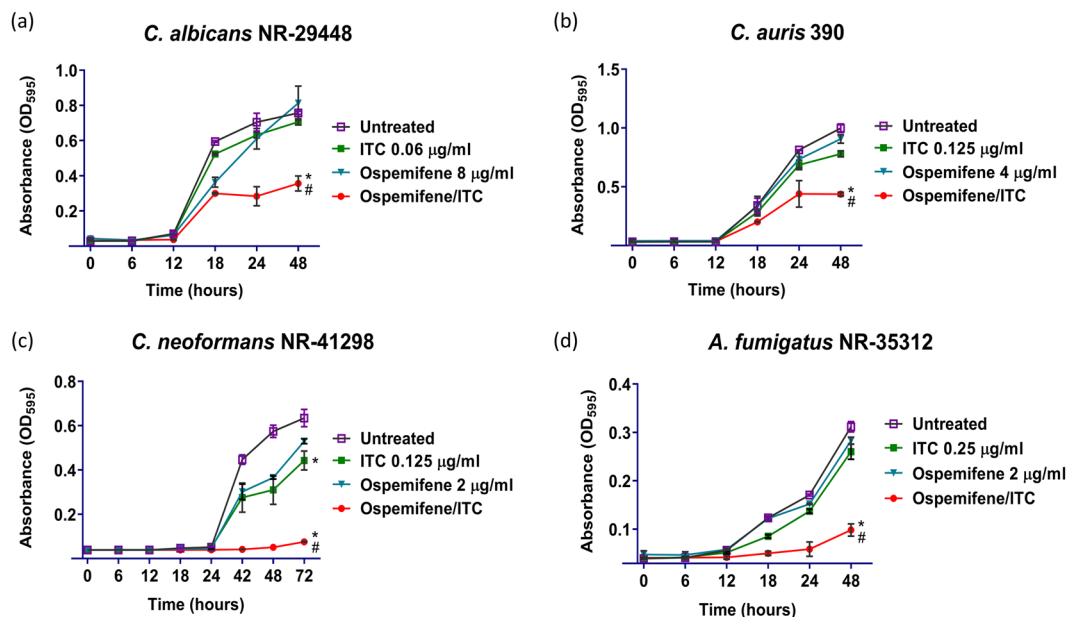 (a)
C. albicans NR-29448
Absorbance (OD595)
1.0
0.8
0.6
0.4
0.2
0 6 12 18 24 48
Time (hours)
Untreated
ITC 0.06 μg/ml
Ospemifene 8 μg/ml
Ospemifene/ITC
*
#
(b)
C. auris 390
Absorbance (OD595)
1.5
1.0
0.5
0 6 12 18 24 48
Time (hours)
Untreated
ITC 0.125 μg/ml
Ospemifene 4 μg/ml
Ospemifene/ITC
*
#
(c)
C. neoformans NR-41298
Absorbance (OD595)
0.8
0.6
0.4
0.2
0 6 12 18 24 42 48 72
Time (hours)
Untreated
ITC 0.125 μg/ml
Ospemifene 2 μg/ml
Ospemifene/ITC
*
*
#
(d)
A. fumigatus NR-35312
Absorbance (OD595)
0.4
0.3
0.2
0.1
0 6 12 18 24 48
Time (hours)
Untreated
ITC 0.25 μg/ml
Ospemifene 2 μg/ml
Ospemifene/ITC
*
#